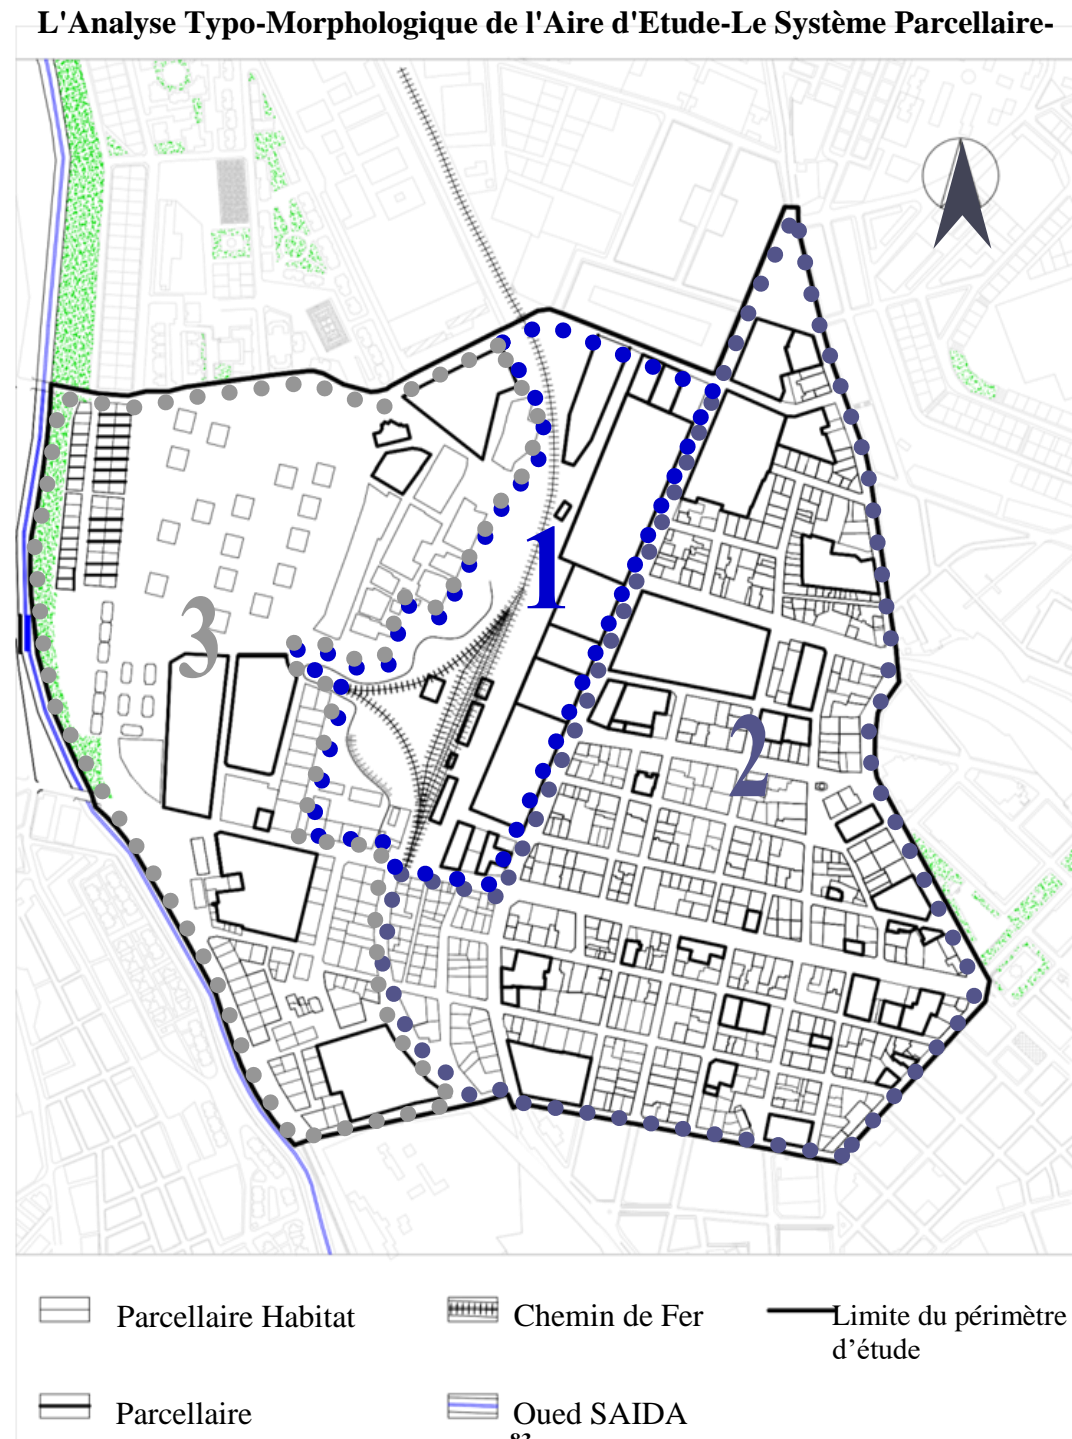 L'Analyse Typo-Morphologique de l'Aire d'Etude-Le Système Parcellaire-
1
3
2
Parcellaire Habitat
Chemin de Fer
Limite du périmètre
d’étude
Parcellaire
Oued SAIDA
83